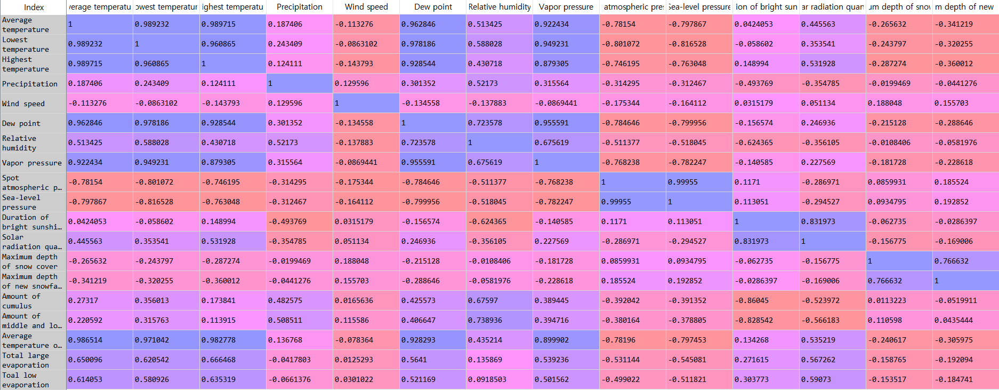 Index verage temperatu owest temperatur ighest temperatu Precipitation Wind speed Dew point Relative humidity Vapor pressure atmospheric pres Sea-level pressure ion of bright sun ar radiation quan um depth of snov m depth of new
Average temperature 1 0.989232 0.989715 0.187406 -0.113276 0.962846 0.513425 0.922434 -0.78154 -0.797867 0.0424053 0.445563 -0.265632 -0.341219
Lowest temperature 0.989232 1 0.960865 0.243409 -0.0863102 0.978186 0.588028 0.949231 -0.801072 -0.816528 -0.058602 0.353541 -0.243797 -0.320255
Highest temperature 0.989715 0.960865 1 0.124111 -0.143793 0.928544 0.430718 0.879305 -0.746195 -0.763048 0.148994 0.531928 -0.287274 -0.360012
Precipitation 0.187406 0.243409 0.124111 1 0.129596 0.301352 0.52173 0.315564 -0.314295 -0.312467 -0.493769 -0.354785 -0.0199469 -0.0441276
Wind speed -0.113276 -0.0863102 -0.143793 0.129596 1 -0.134558 -0.137883 -0.0869441 -0.175344 -0.164112 0.0315179 0.051134 0.188048 0.155703
Dew point 0.962846 0.978186 0.928544 0.301352 -0.134558 1 0.723578 0.955591 -0.784646 -0.799956 -0.156574 0.246936 -0.215128 -0.288646
Relative humidity 0.513425 0.588028 0.430718 0.52173 -0.137883 0.723578 1 0.675619 -0.511377 -0.518045 -0.624365 -0.356105 -0.0108406 -0.0581976
Vapor pressure 0.922434 0.949231 0.879305 0.315564 -0.0869441 0.955591 0.675619 1 -0.768238 -0.782247 -0.140585 0.227569 -0.181728 -0.228618
Spot atmospheric p… -0.78154 -0.801072 -0.746195 -0.314295 -0.175344 -0.784646 -0.511377 -0.768238 1 0.99955 0.1171 -0.286971 0.0859931 0.185524
Sea-level pressure -0.797867 -0.816528 -0.763048 -0.312467 -0.164112 -0.799956 -0.518045 -0.782247 0.99955 1 0.113051 -0.294527 0.0934795 0.192852
Duration of bright sunshi… 0.0424053 -0.058602 0.148994 -0.493769 0.0315179 -0.156574 -0.624365 -0.140585 0.1171 0.113051 1 0.831973 -0.062735 -0.0286397
Solar radiation qua… 0.445563 0.353541 0.531928 -0.354785 0.051134 0.246936 -0.356105 0.227569 -0.286971 -0.294527 0.831973 1 -0.156775 -0.169006
Maximum depth of snow cover -0.265632 -0.243797 -0.287274 -0.0199469 0.188048 -0.215128 -0.0108406 -0.181728 0.0859931 0.0934795 -0.062735 -0.156775 1 0.766632
Maximum depth of new snowfa… -0.341219 -0.320255 -0.360012 -0.0441276 0.155703 -0.288646 -0.0581976 -0.228618 0.185524 0.192852 -0.0286397 -0.169006 0.766632 1
Amount of cumulus 0.27317 0.356013 0.173841 0.482575 0.0165636 0.425573 0.67597 0.389445 -0.392042 -0.391352 -0.86045 -0.523972 0.0113223 -0.0519911
Amount of middle and lo… 0.220592 0.315763 0.113915 0.508511 0.115586 0.406647 0.738936 0.394716 -0.380164 -0.378805 -0.828542 -0.566183 0.110598 0.0435444
Average temperature o… 0.986514 0.971042 0.982778 0.136768 -0.078364 0.928293 0.435214 0.899902 -0.78196 -0.797453 0.134268 0.535219 -0.240617 -0.305975
Total large evaporation 0.650096 0.620542 0.666468 -0.0417803 0.0125293 0.5641 0.135869 0.539236 -0.531144 -0.545081 0.271615 0.567262 -0.158765 -0.192094
Toal low evaporation 0.614053 0.580926 0.635319 -0.0661376 0.0301022 0.521169 0.0918503 0.501562 -0.499022 -0.511821 0.303773 0.59073 -0.153517 -0.184741